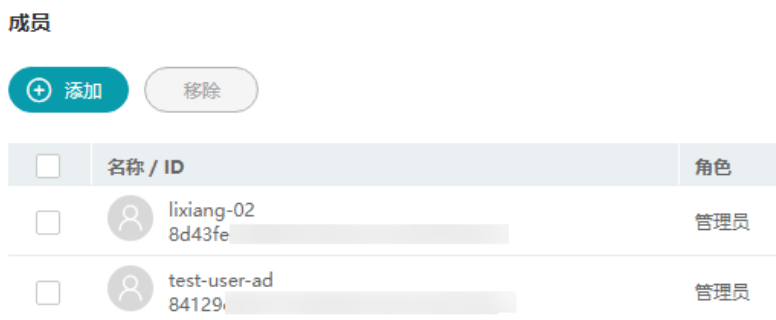 成员
添加
移除
名称 / ID
角色
lixiang-02
8d43fe
管理员
test-user-ad
84129
管理员